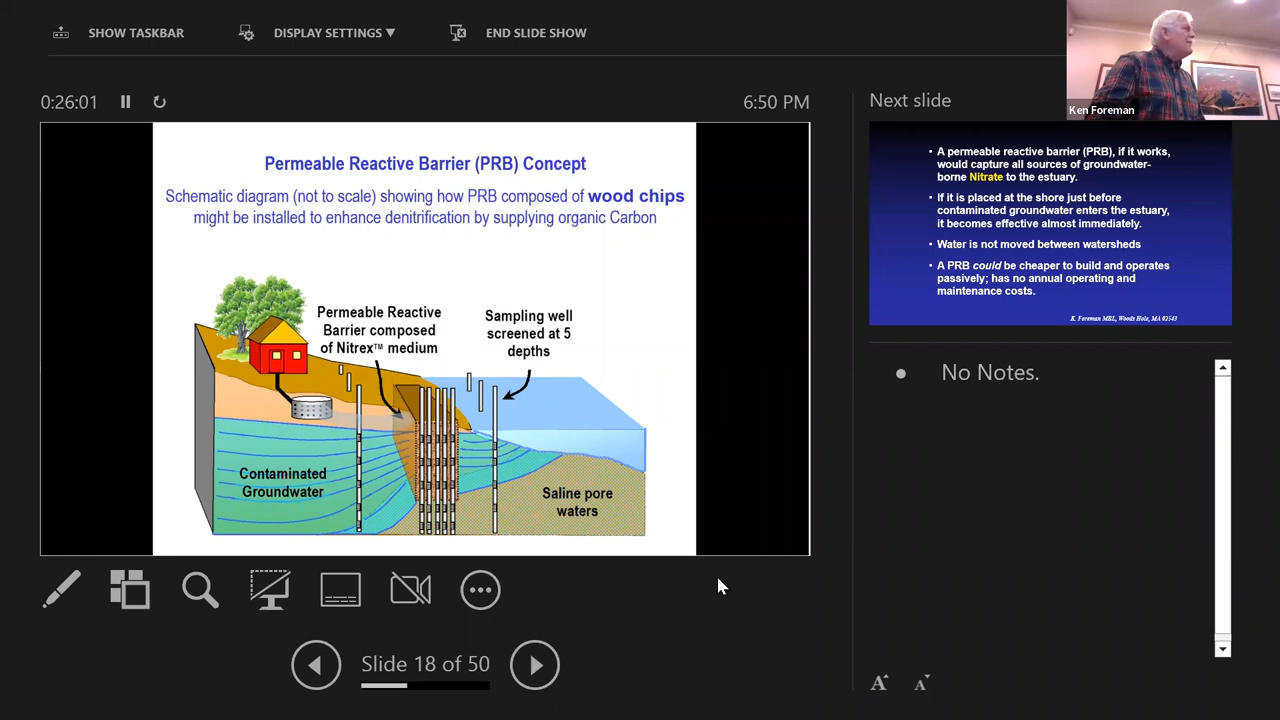 SHOW TASKBAR
DISPLAY SETTINGS ▼
END SLIDE SHOW
0:26:01
6:50 PM
Next slide
Ken Foreman
Permeable Reactive Barrier (PRB) Concept
Schematic diagram (not to scale) showing how PRB composed of wood chips
might be installed to enhance denitrification by supplying organic Carbon
Permeable Reactive
Barrier composed
of Nitrex™ medium
Sampling well
screened at 5
depths
Contaminated
Groundwater
Saline pore
waters
• A permeable reactive barrier (PRB), if it works,
would capture all sources of groundwater-
borne Nitrate to the estuary.
• If it is placed at the shore just before
contaminated groundwater enters the estuary,
it becomes effective almost immediately.
• Water is not moved between watersheds
• A PRB could be cheaper to build and operates
passively; has no annual operating and
maintenance costs.
K. Foreman MBL, Woods Hole, MA 02543
• No Notes.
Slide 18 of 50
A A